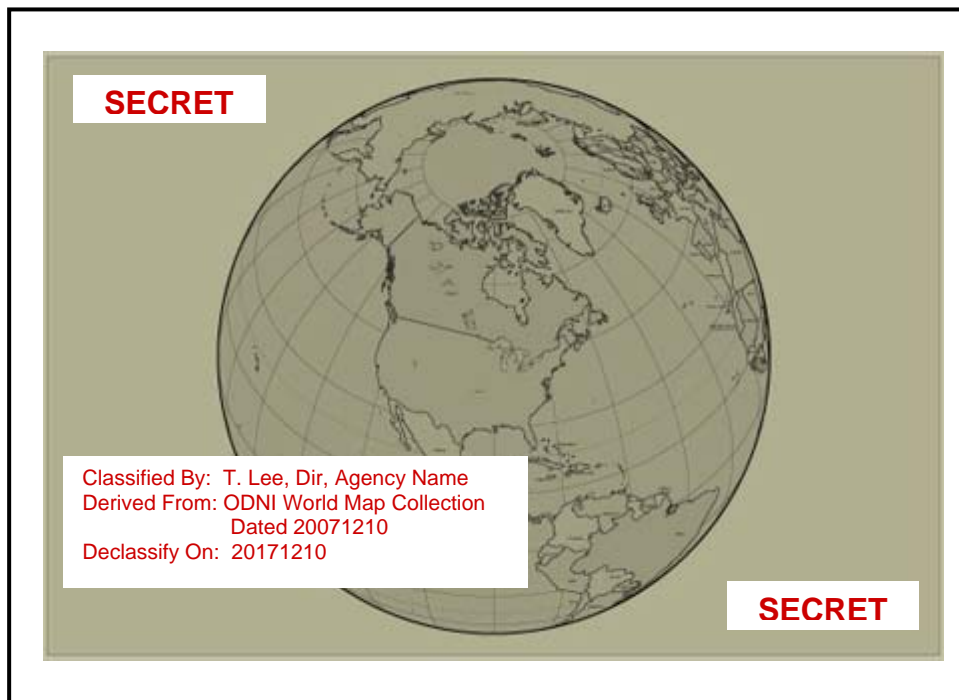 SECRET
Classified By: T. Lee, Dir, Agency Name
Derived From: ODNI World Map Collection
Dated 20071210
Declassify On: 20171210
SECRET